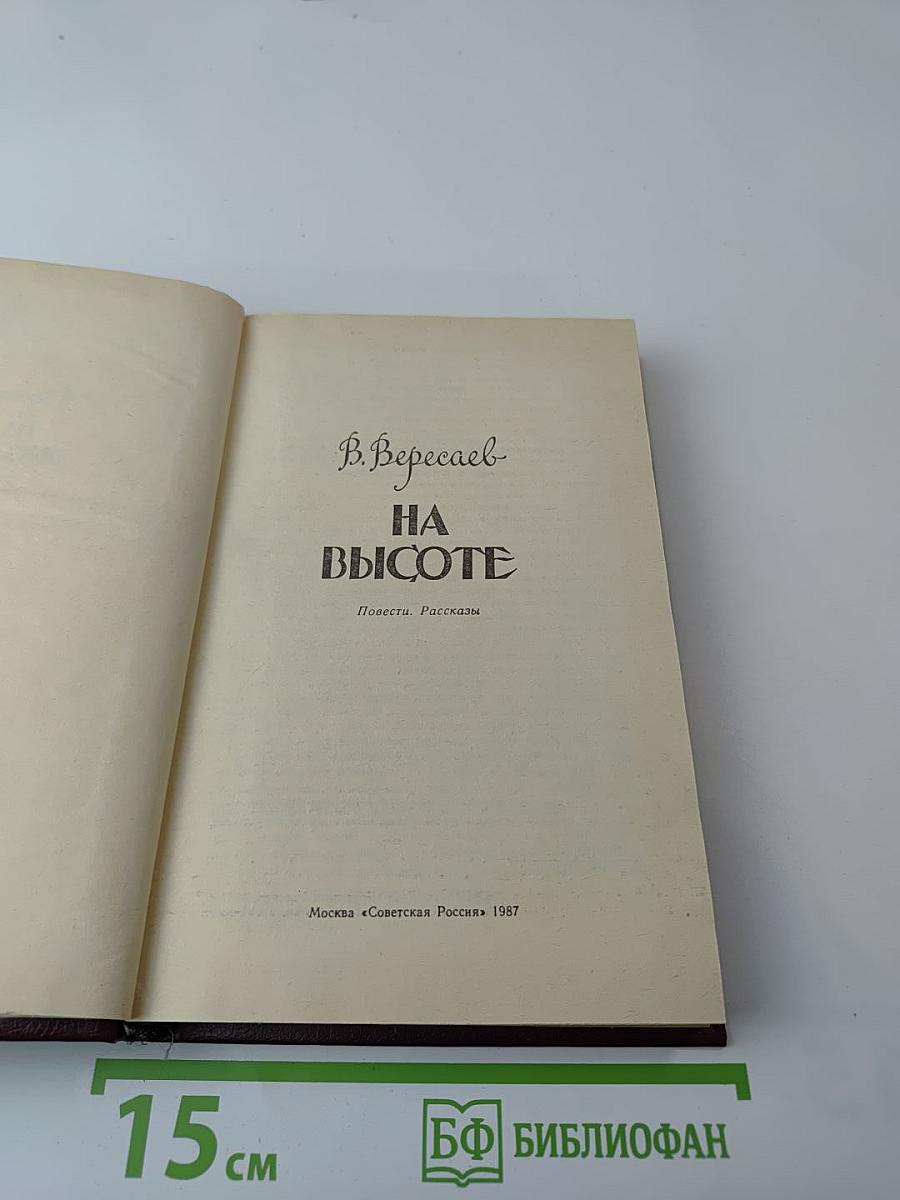 В. Вересаев
НА
ВЫСОТЕ
Повести. Рассказы
Москва «Советская Россия» 1987
15 см
БФ БИБЛИОФАН